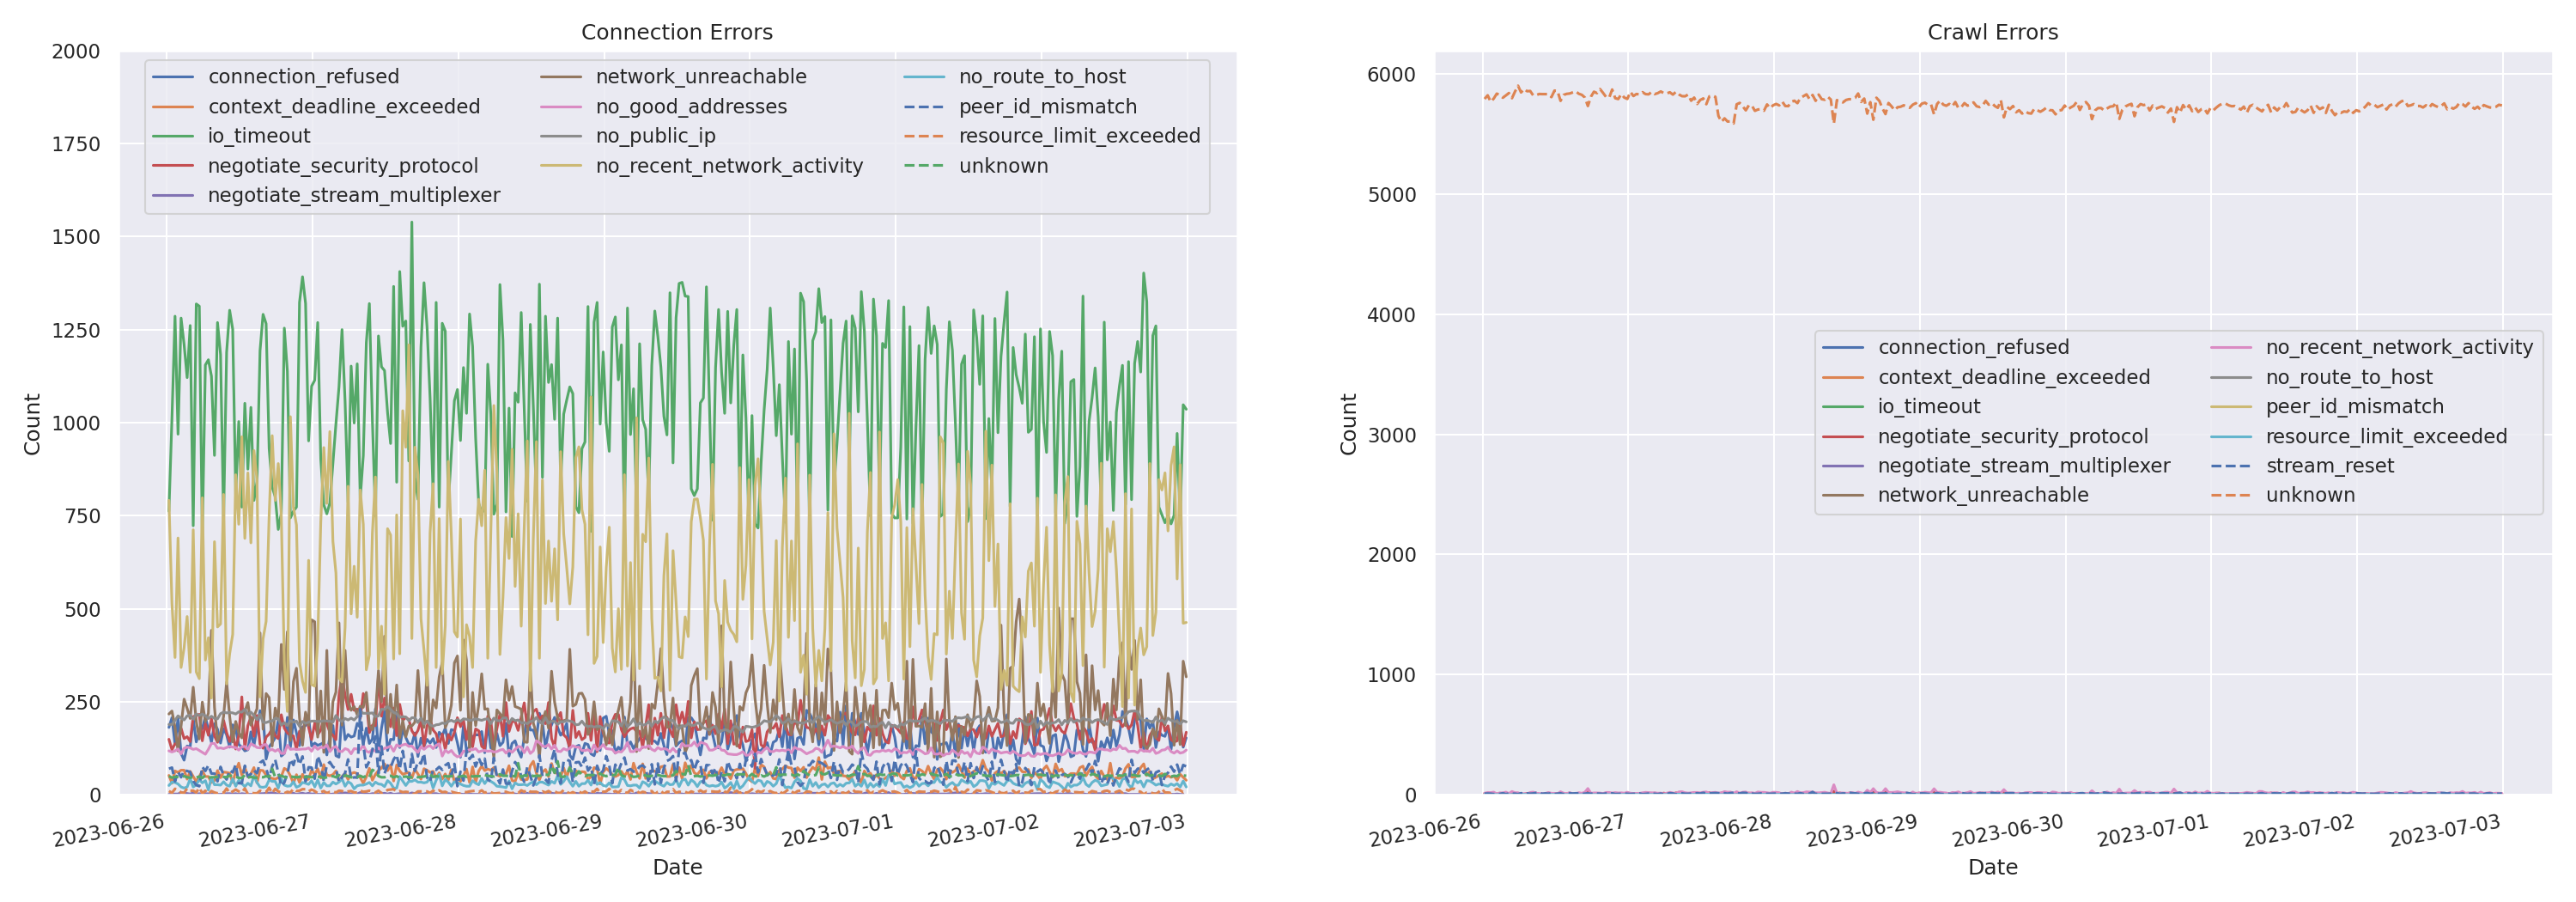 Connection Errors
2000
1750
1500
1250
1000
750
500
250
0
Count
connection_refused
context_deadline_exceeded
io_timeout
negotiate_security_protocol
negotiate_stream_multiplexer
network_unreachable
no_good_addresses
no_public_ip
no_recent_network_activity
no_route_to_host
peer_id_mismatch
resource_limit_exceeded
unknown
2023-06-26
2023-06-27
2023-06-28
2023-06-29
2023-06-30
2023-07-01
2023-07-02
2023-07-03
Date
Crawl Errors
6000
5000
4000
3000
2000
1000
0
Count
connection_refused
context_deadline_exceeded
io_timeout
negotiate_security_protocol
negotiate_stream_multiplexer
network_unreachable
no_recent_network_activity
no_route_to_host
peer_id_mismatch
resource_limit_exceeded
stream_reset
unknown
2023-06-26
2023-06-27
2023-06-28
2023-06-29
2023-06-30
2023-07-01
2023-07-02
2023-07-03
Date